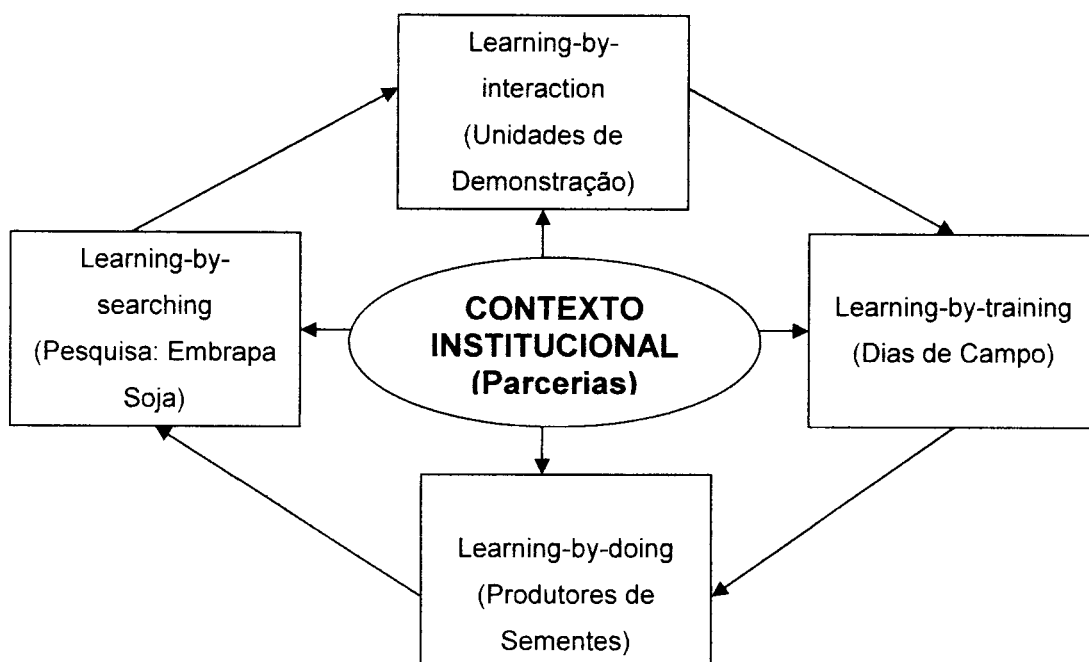 Learning-by-
interaction
(Unidades de
Demonstração)
Learning-by-
searching
(Pesquisa: Embrapa
Soja)
CONTEXTO
INSTITUCIONAL
(Parcerias)
Learning-by-training
(Dias de Campo)
Learning-by-doing
(Produtores de
Sementes)